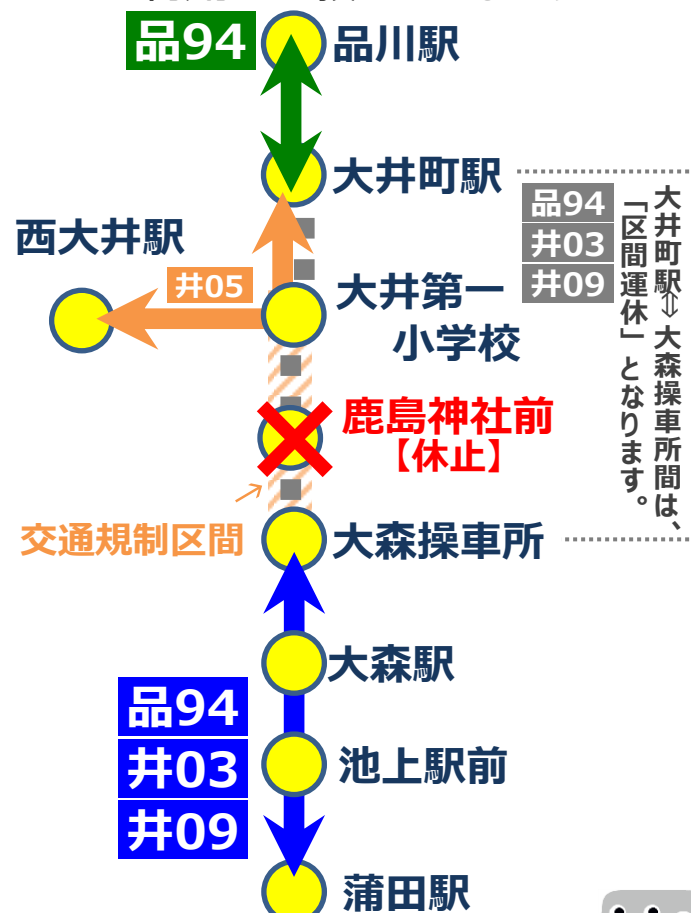 品94
品川駅
大井町駅
品94
井03
井09
大井町駅⇔大森操車所間は、
「区間運休」となります。
西大井駅
井05
大井第一
小学校
鹿島神社前
【休止】
交通規制区間
大森操車所
大森駅
品94
井03
井09
池上駅前
蒲田駅